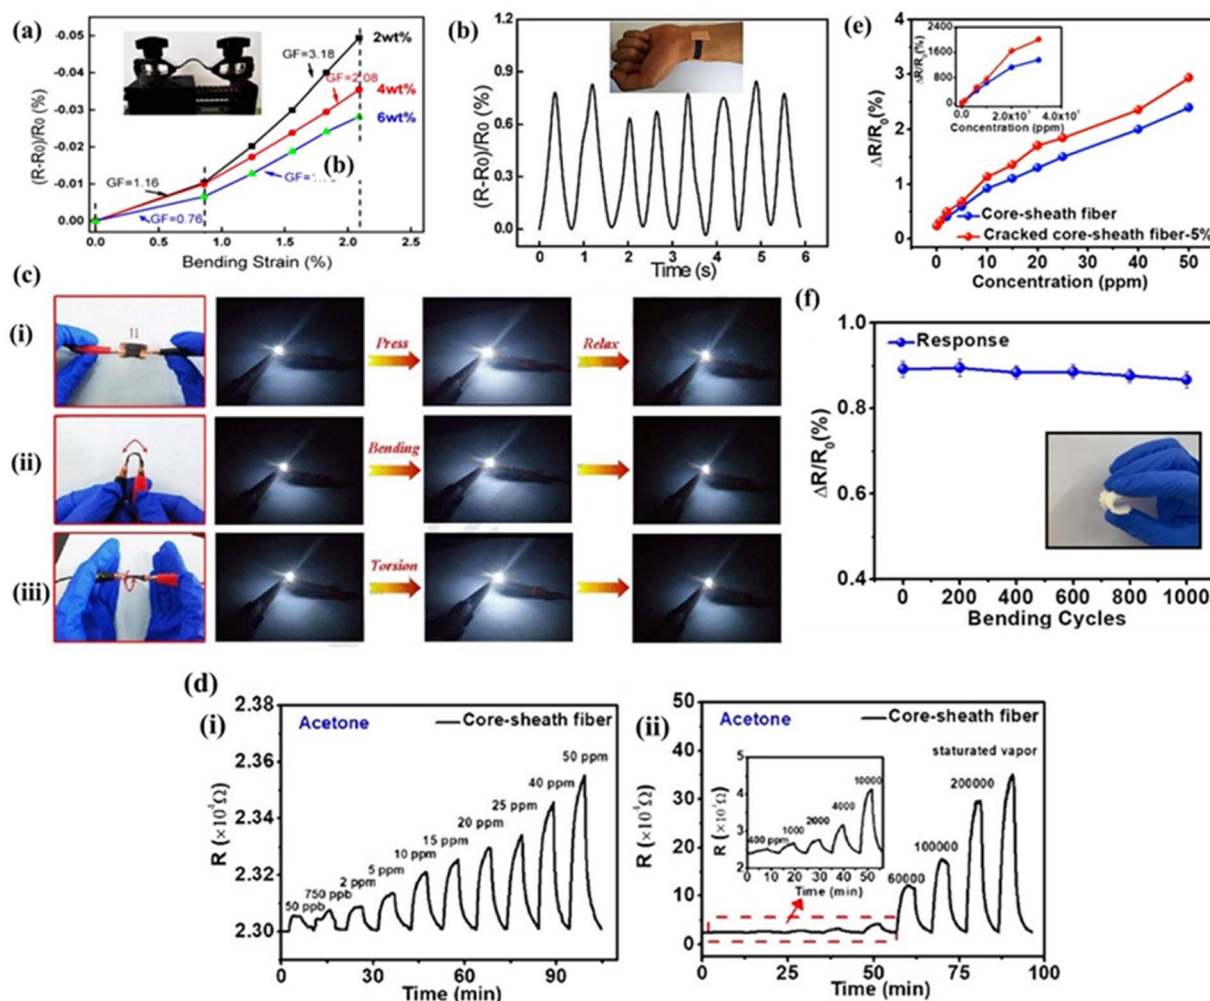 (a)
-0.05
-0.04
-0.03
-0.02
-0.01
0.00
(R-R0)/R0 (%)
0.0 0.5 1.0 1.5 2.0 2.5
Bending Strain (%)
GF=3.18
2wt%
GF=2.08
4wt%
6wt%
GF=1.16
GF=0.76
(b)
(b)
1.2
0.9
0.6
0.3
0.0
(R-R0)/R0 (%)
0 1 2 3 4 5 6
Time (s)
(e)
4
3
2
1
0
ΔR/R0(%)
2400
1600
800
0
ΔR/R0(%)
0.0
Concentration (ppm)
Core-sheath fiber
Cracked core-sheath fiber-5%
0 10 20 30 40 50
Concentration (ppm)
(c)
(i)
Press
Relax
(ii)
Bending
(iii)
Torsion
(f)
1.0
0.8
0.6
0.4
ΔR/R0(%)
Response
0 200 400 600 800 1000
Bending Cycles
(d)
(i)
2.38
2.36
2.34
2.32
2.30
Acetone
Core-sheath fiber
50 ppb
750 ppb
2 ppm
5 ppm
10 ppm
15 ppm
20 ppm
25 ppm
40 ppm
50 ppm
0 30 60 90
Time (min)
(ii)
50
40
30
20
10
0
Acetone
Core-sheath fiber
staturated vapor
200000
100000
60000
5
4
3
2
400 ppm
1000
2000
4000
10000
0 10 20 30 40 50
Time (min)
0 25 50 75 100
Time (min)